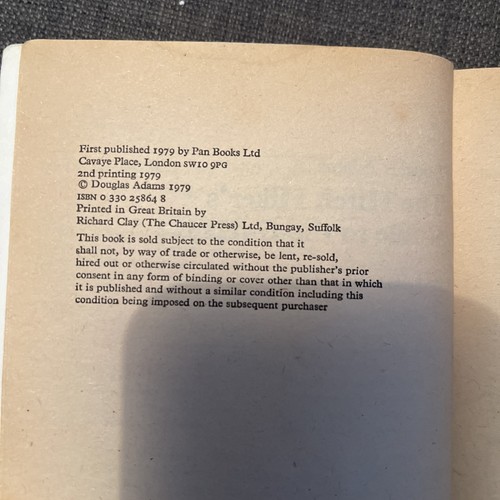 First published 1979 by Pan Books Ltd
Cavaye Place, London SW10 9PG
2nd printing 1979
© Douglas Adams 1979
ISBN 0 330 25864 8
Printed in Great Britain by
Richard Clay (The Chaucer Press) Ltd, Bungay, Suffolk
This book is sold subject to the condition that it
shall not, by way of trade or otherwise, be lent, re-sold,
hired out or otherwise circulated without the publisher's prior
consent in any form of binding or cover other than that in which
it is published and without a similar condition including this
condition being imposed on the subsequent purchaser